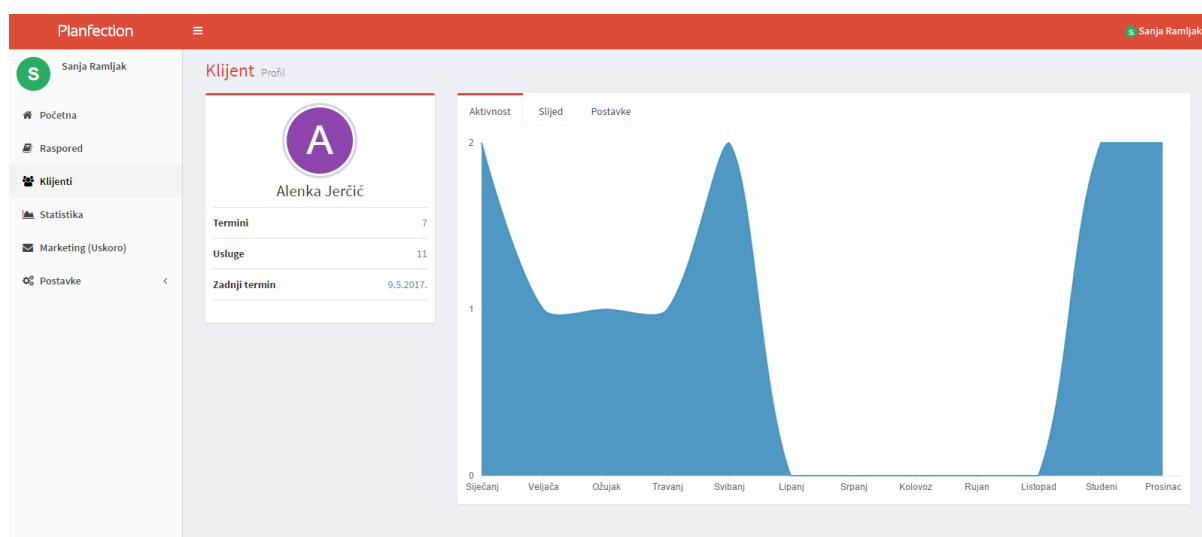 Planfection
S Sanja Ramljak
S
Sanja Ramljak
Početna
Raspored
Klijenti
Statistika
Marketing (Uskoro)
Postavke
Klijent Profil
A
Alenka Jerčić
Termini 7
Usluge 11
Zadnji termin 9.5.2017.
Aktivnost Slijed Postavke
2
1
0
Siječanj Veljača Ožujak Travanj Svibanj Lipanj Srpanj Kolovoz Rujan Listopad Studeni Prosinac